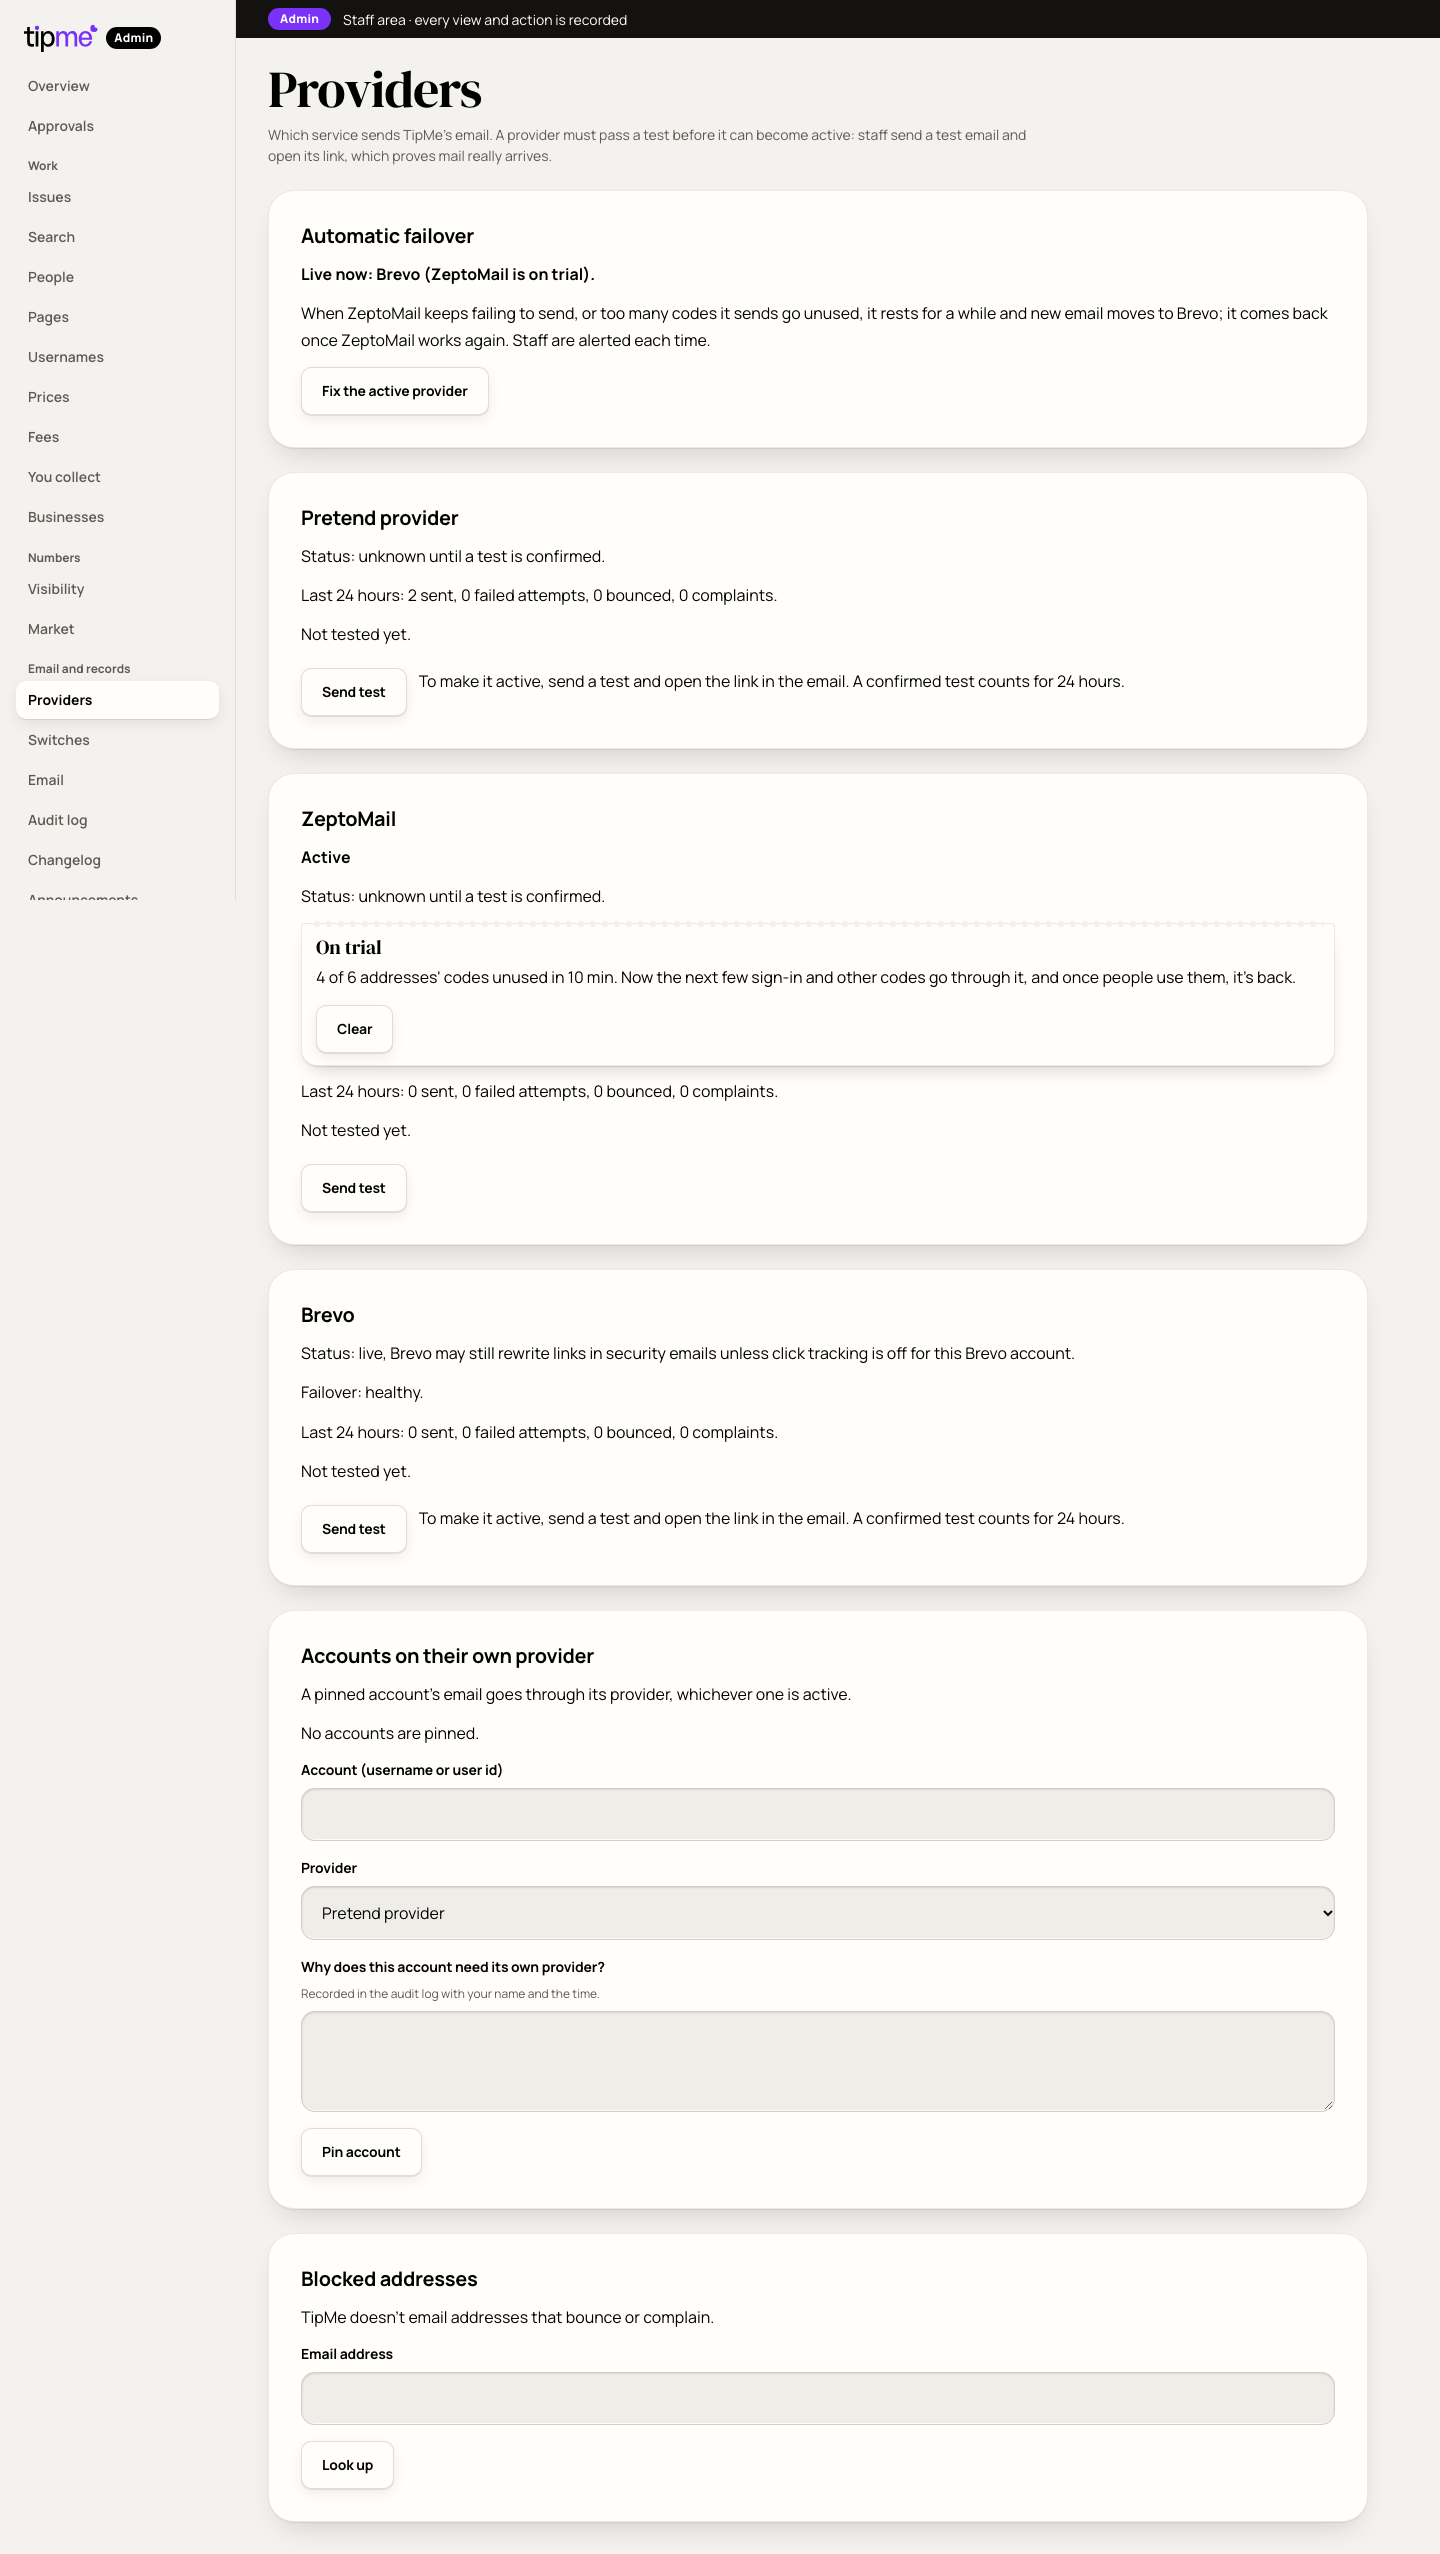 tipme Admin
Overview
Approvals
Work
Issues
Search
People
Pages
Usernames
Prices
Fees
You collect
Businesses
Numbers
Visibility
Market
Email and records
Providers
Switches
Email
Audit log
Changelog
Announcements
Admin Staff area · every view and action is recorded
Providers
Which service sends TipMe's email. A provider must pass a test before it can become active: staff send a test email and
open its link, which proves mail really arrives.
Automatic failover
Live now: Brevo (ZeptoMail is on trial).
When ZeptoMail keeps failing to send, or too many codes it sends go unused, it rests for a while and new email moves to Brevo; it comes back
once ZeptoMail works again. Staff are alerted each time.
Fix the active provider
Pretend provider
Status: unknown until a test is confirmed.
Last 24 hours: 2 sent, 0 failed attempts, 0 bounced, 0 complaints.
Not tested yet.
Send test To make it active, send a test and open the link in the email. A confirmed test counts for 24 hours.
ZeptoMail
Active
Status: unknown until a test is confirmed.
On trial
4 of 6 addresses' codes unused in 10 min. Now the next few sign-in and other codes go through it, and once people use them, it's back.
Clear
Last 24 hours: 0 sent, 0 failed attempts, 0 bounced, 0 complaints.
Not tested yet.
Send test
Brevo
Status: live, Brevo may still rewrite links in security emails unless click tracking is off for this Brevo account.
Failover: healthy.
Last 24 hours: 0 sent, 0 failed attempts, 0 bounced, 0 complaints.
Not tested yet.
Send test To make it active, send a test and open the link in the email. A confirmed test counts for 24 hours.
Accounts on their own provider
A pinned account's email goes through its provider, whichever one is active.
No accounts are pinned.
Account (username or user id)
Provider
Pretend provider
Why does this account need its own provider?
Recorded in the audit log with your name and the time.
Pin account
Blocked addresses
TipMe doesn't email addresses that bounce or complain.
Email address
Look up